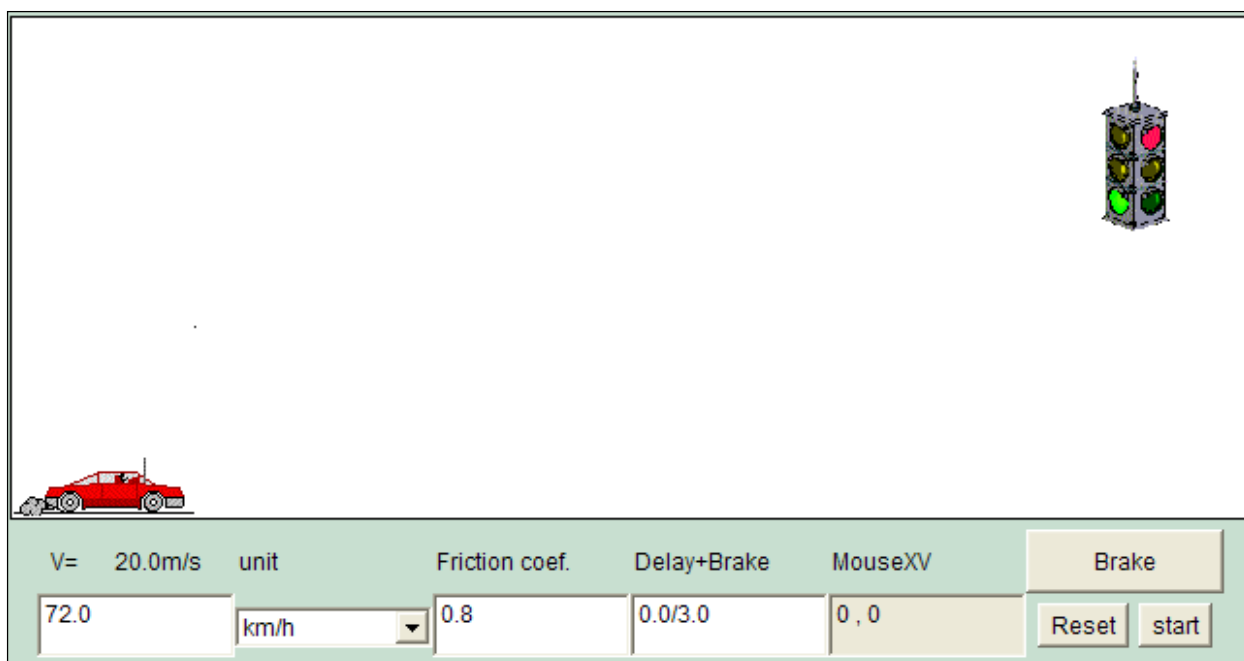 V= 20.0m/s unit Friction coef. Delay+Brake MouseXV Brake
72.0 km/h 0.8 0.0/3.0 0 , 0 Reset start